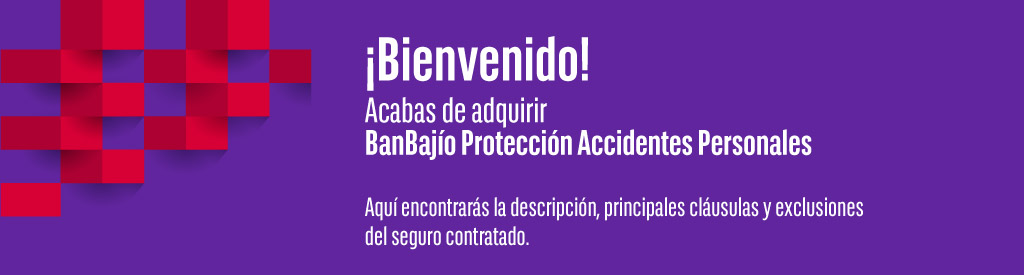 ¡Bienvenido!
Acabas de adquirir
BanBajío Protección Accidentes Personales
Aquí encontrarás la descripción, principales cláusulas y exclusiones
del seguro contratado.